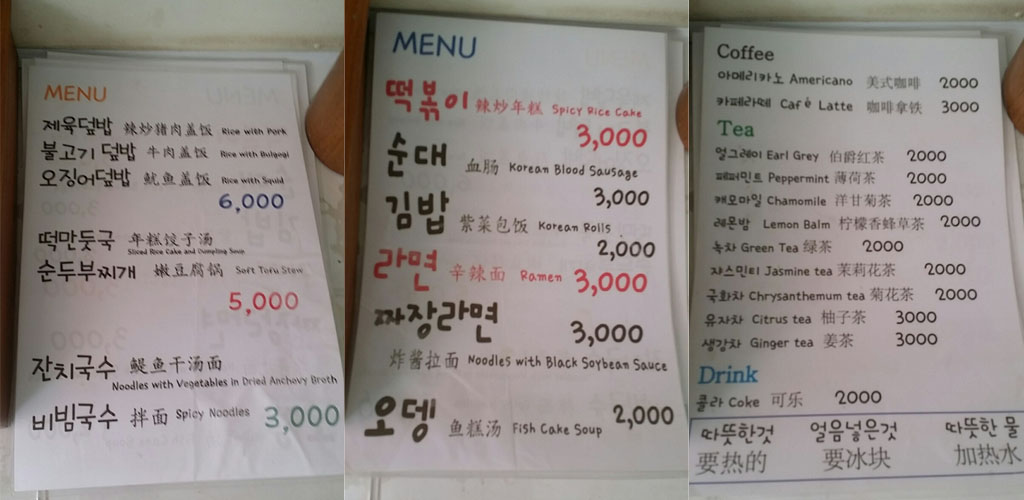 MENU
제육덮밥 辣炒猪肉盖饭 Rice with Pork
불고기 덮밥 牛肉盖饭 Rice with Bulgogi
오징어덮밥 鱿鱼盖饭 Rice with Squid
6,000
떡만둣국 年糕饺子汤
Sliced Rice Cake and Dumpling Soup
순두부찌개 嫩豆腐锅 Soft Tofu Stew
5,000
잔치국수 鳀鱼干汤面
Noodles with Vegetables in Dried Anchovy Broth
비빔국수 拌面 Spicy Noodles 3,000
MENU
떡볶이 辣炒年糕 Spicy Rice Cake
3,000
순대 血肠 Korean Blood Sausage
3,000
김밥 紫菜包饭 Korean Rolls
2,000
라면 辛辣面 Ramen 3,000
짜장라면 3,000
炸酱拉面 Noodles with Black Soybean Sauce
오뎅 鱼糕汤 Fish Cake Soup 2,000
Coffee
아메리카노 Americano 美式咖啡 2000
카페라떼 Cafè Latte 咖啡拿铁 3000
Tea
얼그레이 Earl Grey 伯爵红茶 2000
페퍼민트 Peppermint 薄荷茶 2000
캐모마일 Chamomile 洋甘菊茶 2000
레몬밤 Lemon Balm 柠檬香蜂草茶 2000
녹차 Green Tea 绿茶 2000
쟈스민티 Jasmine tea 茉莉花茶 2000
국화차 Chrysanthemum tea 菊花茶 2000
유자차 Citrus tea 柚子茶 3000
생강차 Ginger tea 姜茶 3000
Drink
콜라 Coke 可乐 2000
따뜻한것 얼음넣은것 따뜻한 물
要热的 要冰块 加热水